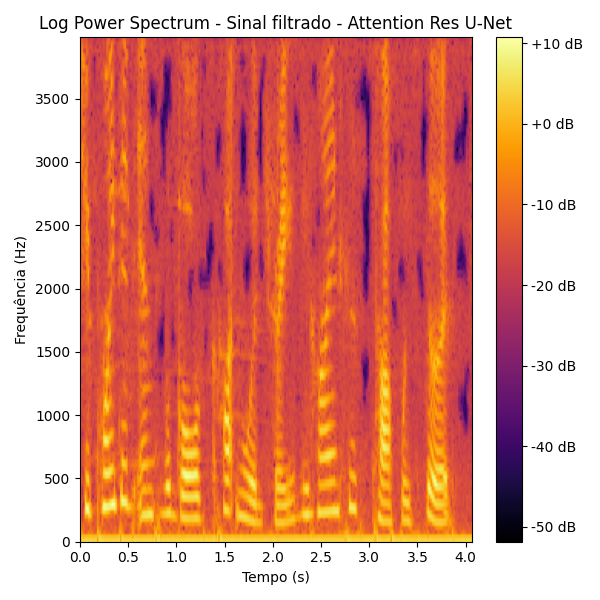 Log Power Spectrum - Sinal filtrado - Attention Res U-Net
Frequência (Hz)
3500
3000
2500
2000
1500
1000
500
0
0.0 0.5 1.0 1.5 2.0 2.5 3.0 3.5 4.0
Tempo (s)
+10 dB
+0 dB
-10 dB
-20 dB
-30 dB
-40 dB
-50 dB